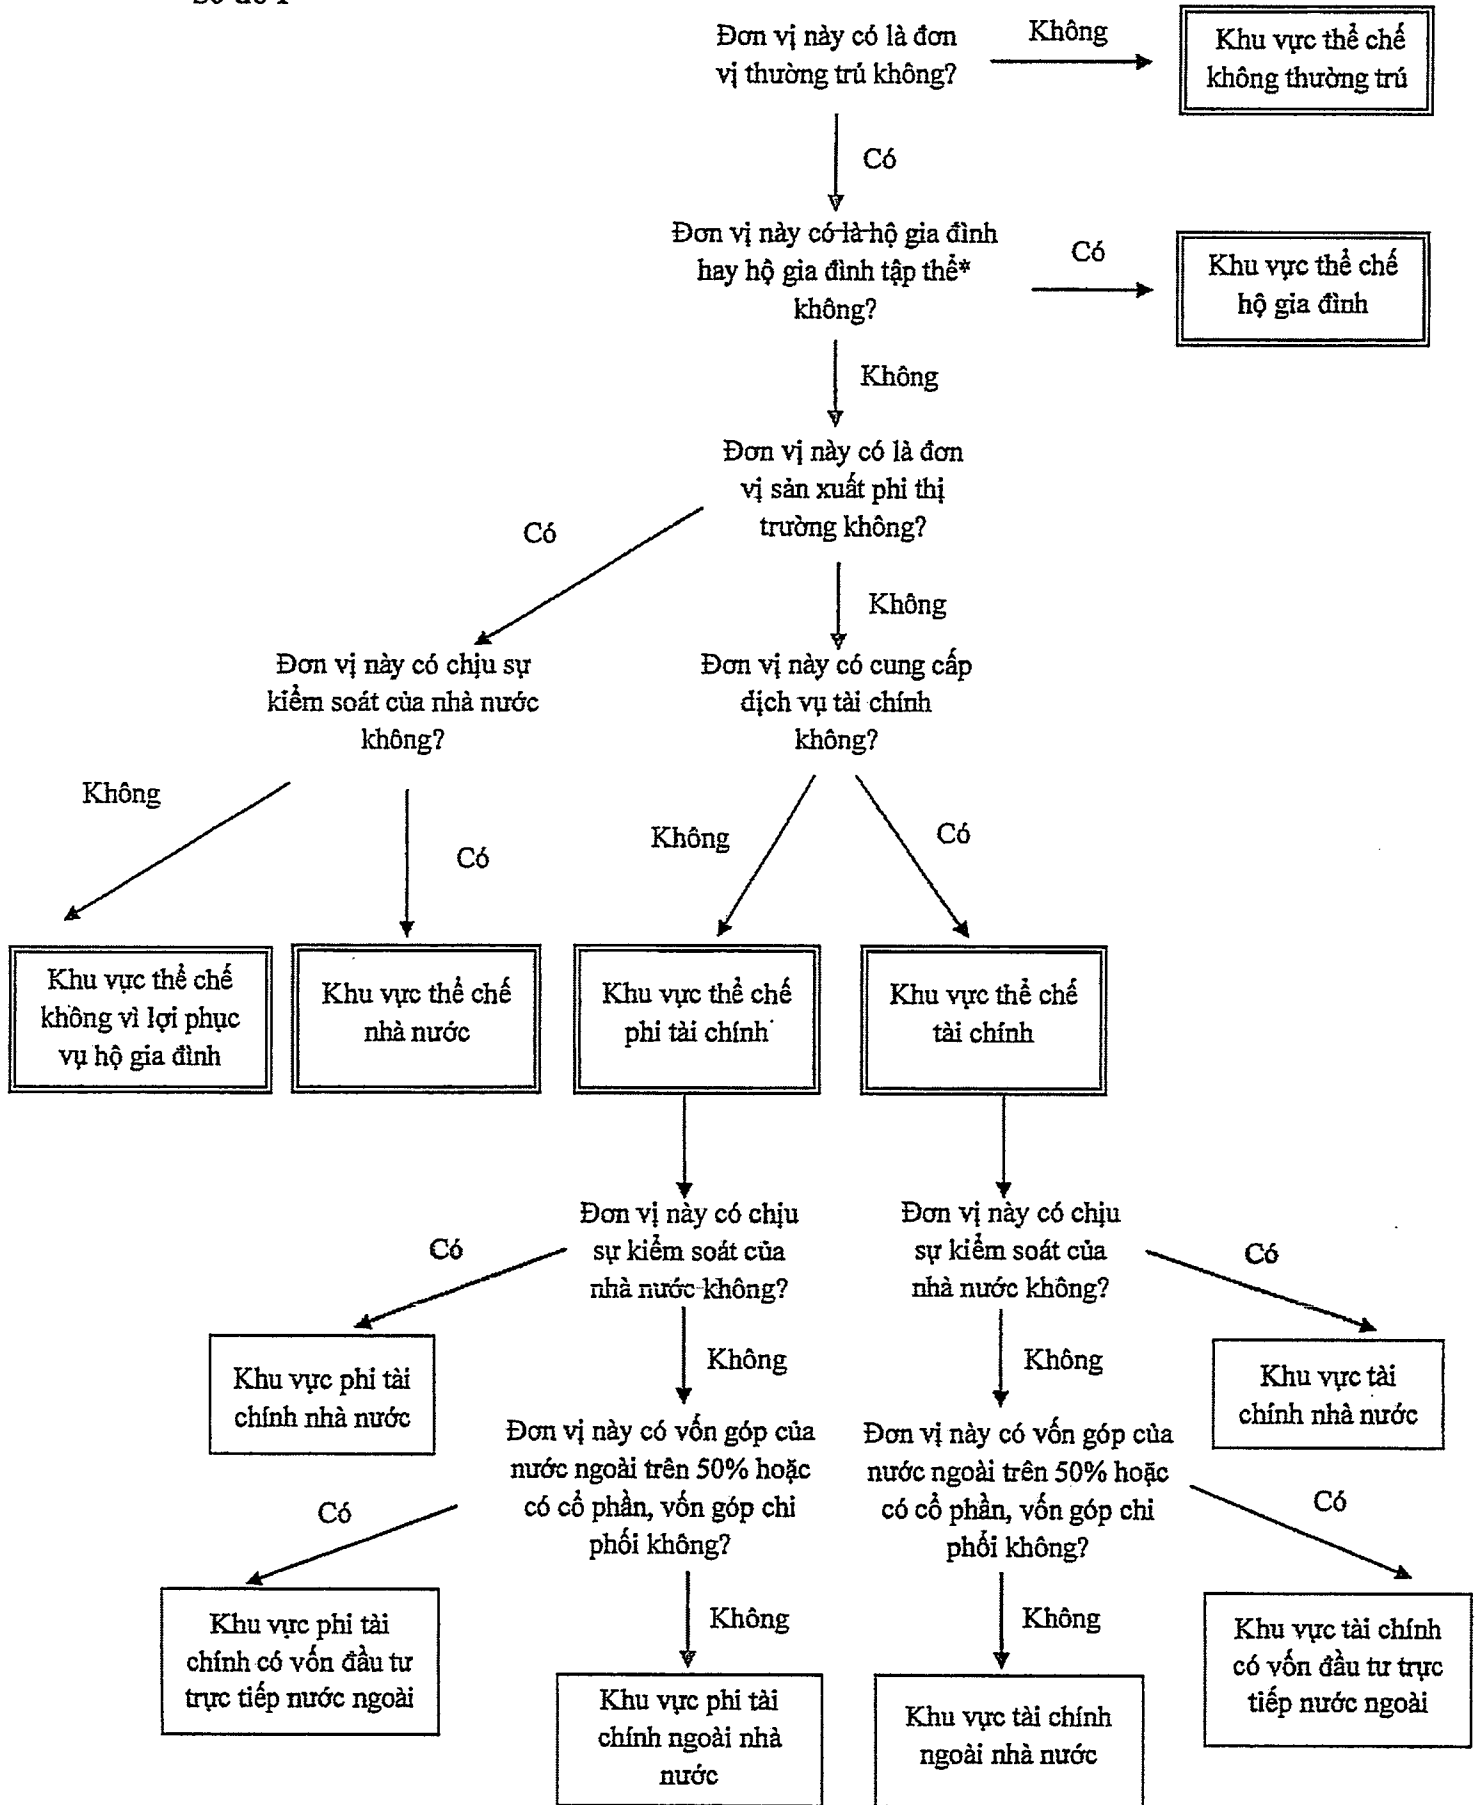 Đơn vị này có là đơn
vị thường trú không?
Không
Khu vực thể chế
không thường trú
Có
Đơn vị này có là hộ gia đình
hay hộ gia đình tập thể*
không?
Có
Khu vực thể chế
hộ gia đình
Không
Đơn vị này có là đơn
vị sản xuất phi thị
trường không?
Có
Không
Đơn vị này có chịu sự
kiểm soát của nhà nước
không?
Đơn vị này có cung cấp
dịch vụ tài chính
không?
Không
Có
Không
Có
Khu vực thể chế
không vì lợi phục
vụ hộ gia đình
Khu vực thể chế
nhà nước
Khu vực thể chế
phi tài chính
Khu vực thể chế
tài chính
Đơn vị này có chịu
sự kiểm soát của
nhà nước không?
Đơn vị này có chịu
sự kiểm soát của
nhà nước không?
Có
Có
Khu vực phi tài
chính nhà nước
Không
Không
Khu vực tài
chính nhà nước
Đơn vị này có vốn góp của
nước ngoài trên 50% hoặc
có cổ phần, vốn góp chi
phối không?
Đơn vị này có vốn góp của
nước ngoài trên 50% hoặc
có cổ phần, vốn góp chi
phối không?
Có
Có
Khu vực phi tài
chính có vốn đầu tư
trực tiếp nước ngoài
Không
Không
Khu vực tài chính
có vốn đầu tư trực
tiếp nước ngoài
Khu vực phi tài
chính ngoài nhà
nước
Khu vực tài chính
ngoài nhà nước